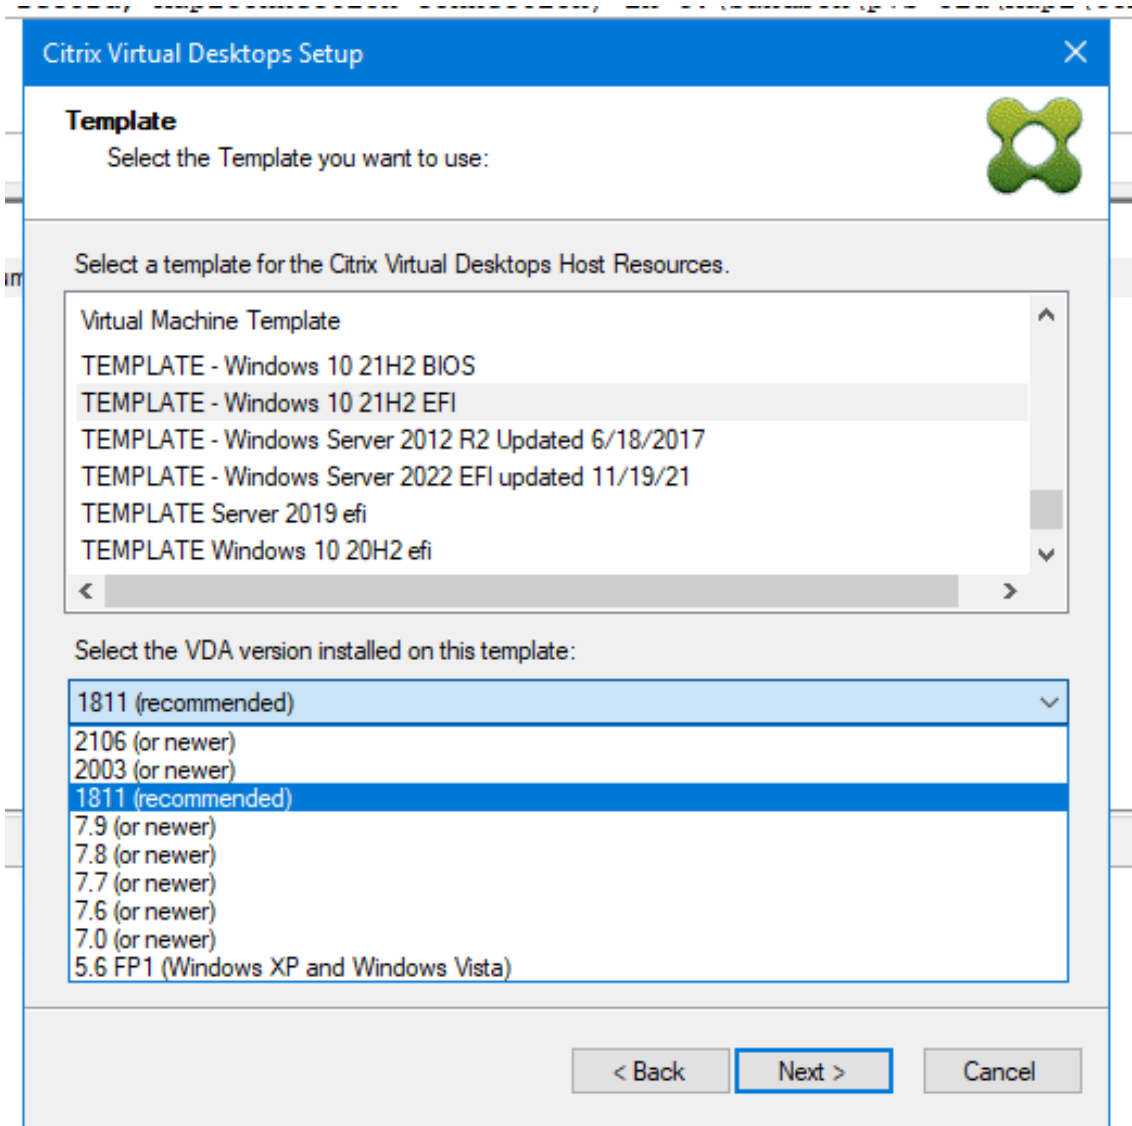 Citrix Virtual Desktops Setup
Template
Select the Template you want to use:
Select a template for the Citrix Virtual Desktops Host Resources.
Virtual Machine Template
TEMPLATE - Windows 10 21H2 BIOS
TEMPLATE - Windows 10 21H2 EFI
TEMPLATE - Windows Server 2012 R2 Updated 6/18/2017
TEMPLATE - Windows Server 2022 EFI updated 11/19/21
TEMPLATE Server 2019 efi
TEMPLATE Windows 10 20H2 efi
Select the VDA version installed on this template:
1811 (recommended)
2106 (or newer)
2003 (or newer)
1811 (recommended)
7.9 (or newer)
7.8 (or newer)
7.7 (or newer)
7.6 (or newer)
7.0 (or newer)
5.6 FP1 (Windows XP and Windows Vista)
< Back Next > Cancel